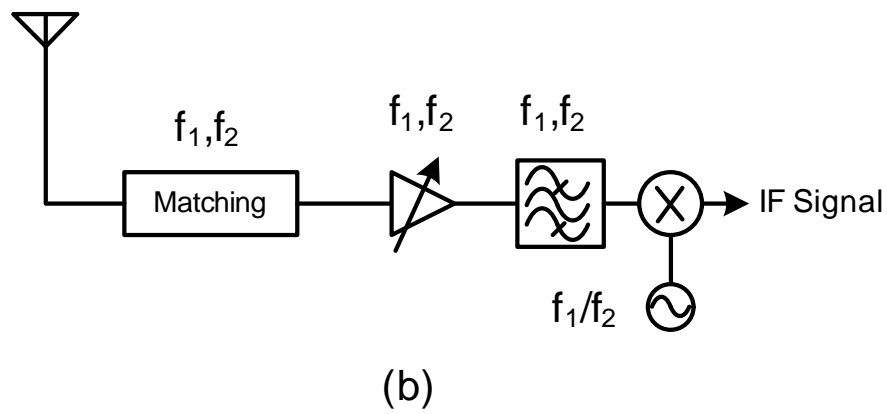 f₁,f₂
f₁,f₂
f₁,f₂
Matching
IF Signal
f₁/f₂
(b)